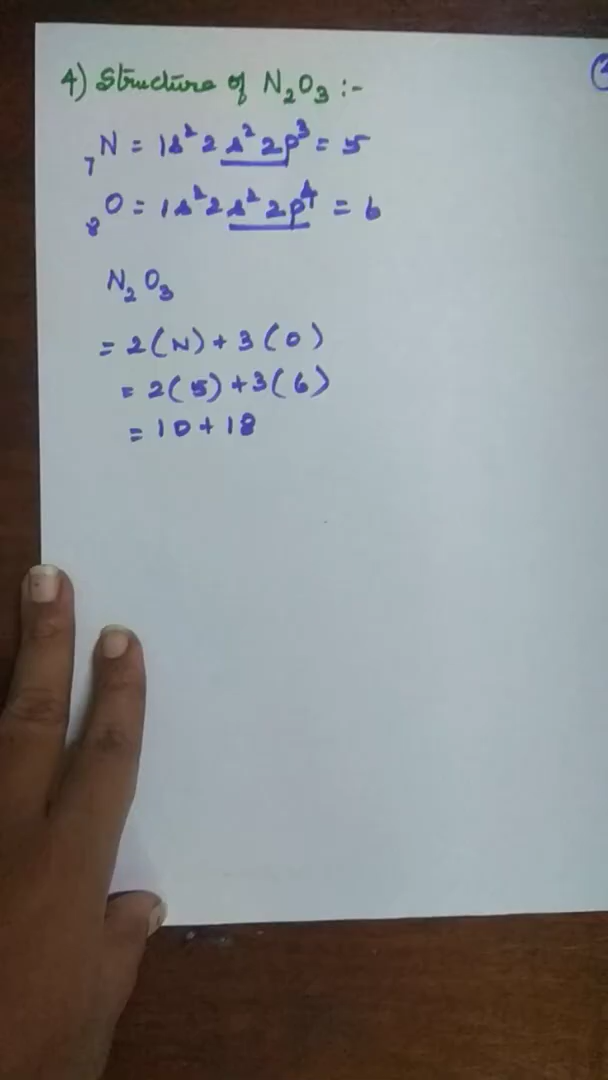 4) Structure of N₂O₃ :-
₇N = 1s² 2s² 2p³ = 5
₈O = 1s² 2s² 2p⁴ = 6
N₂O₃
= 2(N) + 3(O)
= 2(5) + 3(6)
= 10 + 18